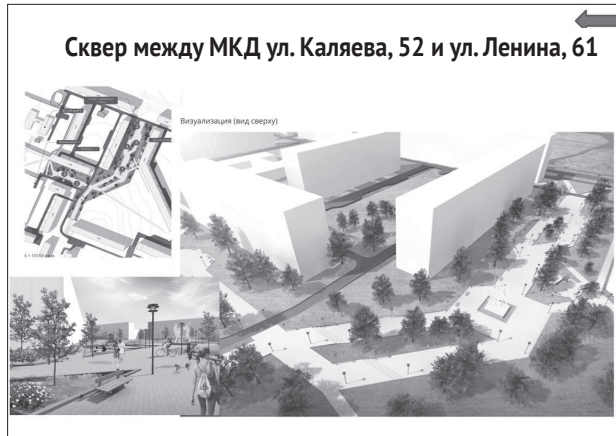 Сквер между МКД ул. Каляева, 52 и ул. Ленина, 61
Визуализация (вид сверху)